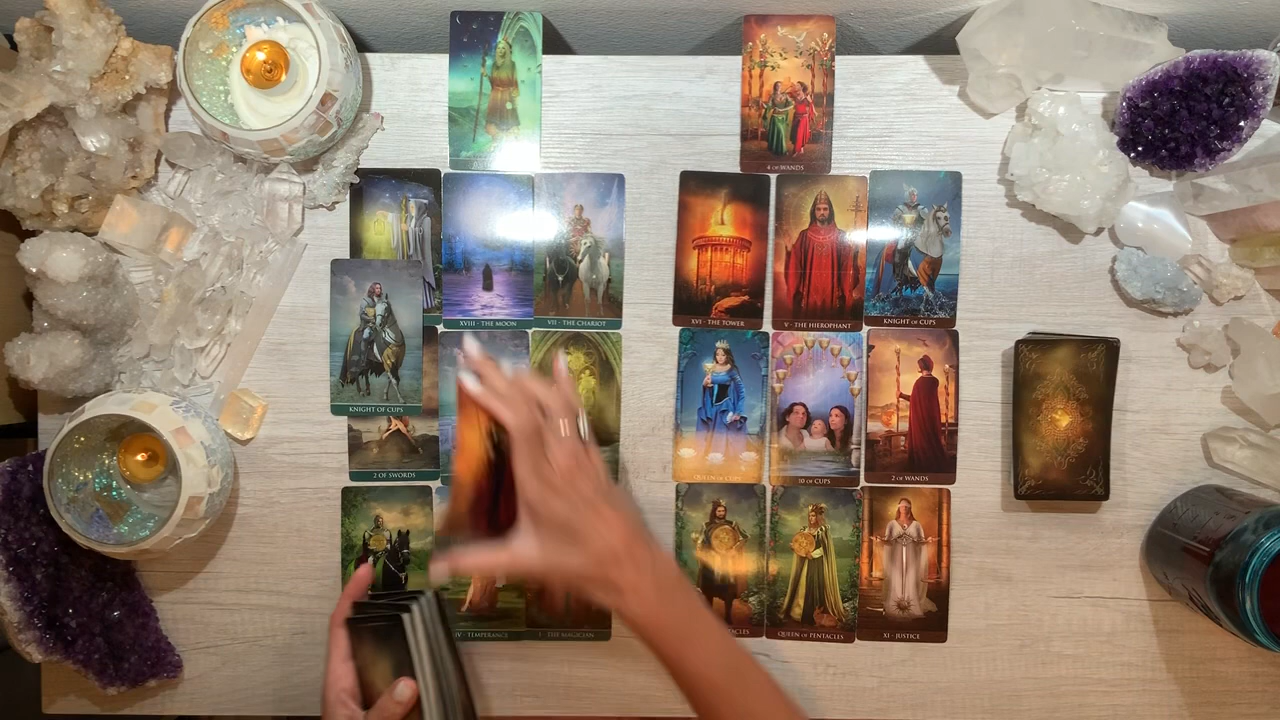 4 OF WANDS
XVIII · THE MOON
VII · THE CHARIOT
XVI · THE TOWER
V · THE HIEROPHANT
KNIGHT OF CUPS
KNIGHT OF CUPS
2 OF SWORDS
QUEEN OF CUPS
10 OF CUPS
2 OF WANDS
TEMPERANCE
I · THE MAGICIAN
QUEEN OF PENTACLES
XI · JUSTICE